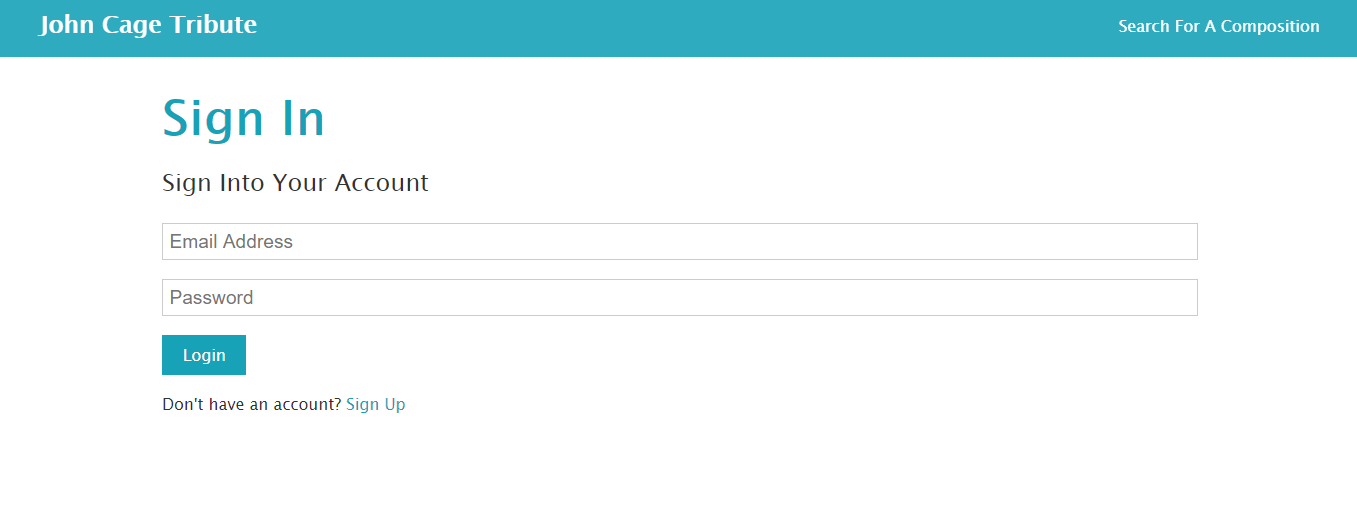 John Cage Tribute
Search For A Composition
Sign In
Sign Into Your Account
Email Address
Password
Login
Don't have an account? Sign Up